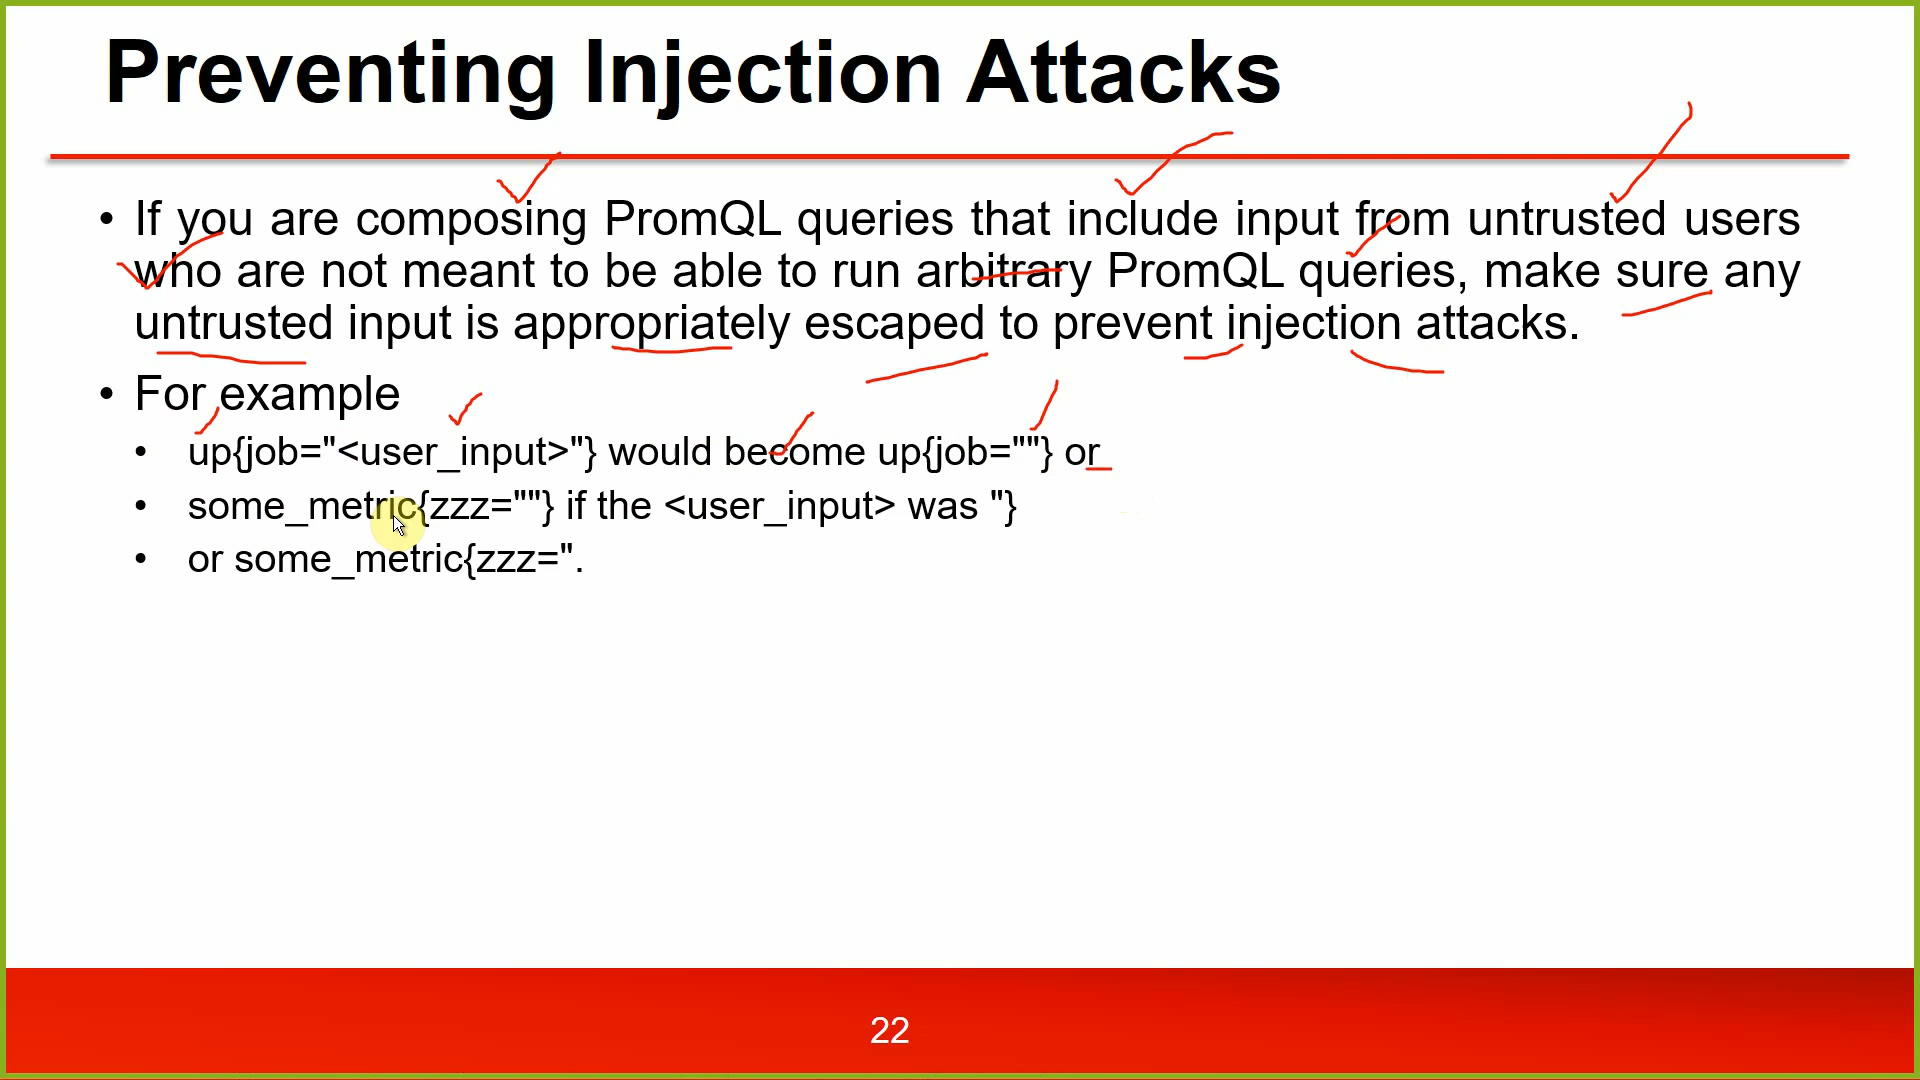 Preventing Injection Attacks
• If you are composing PromQL queries that include input from untrusted users
who are not meant to be able to run arbitrary PromQL queries, make sure any
untrusted input is appropriately escaped to prevent injection attacks.
• For example
• up{job="<user_input>"} would become up{job=""} or
• some_metric{zzz=""} if the <user_input> was "}
• or some_metric{zzz=".
22